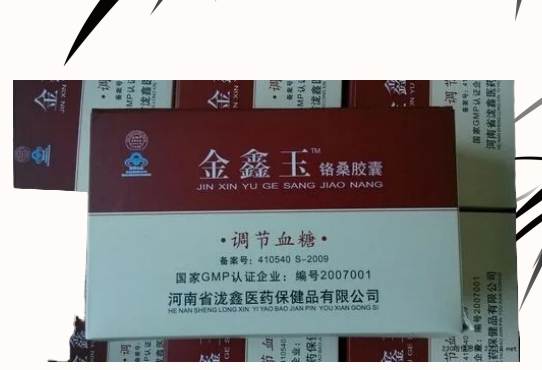 金鑫玉™ 铬桑胶囊
JIN XIN YU GE SANG JIAO NANG
·调节血糖·
备案号：410540 S-2009
国家GMP认证企业：编号2007001
河南省泷鑫医药保健品有限公司
HE NAN SHENG LONG XIN YI YAO BAO JIAN PIN YOU XIAN GONG SI